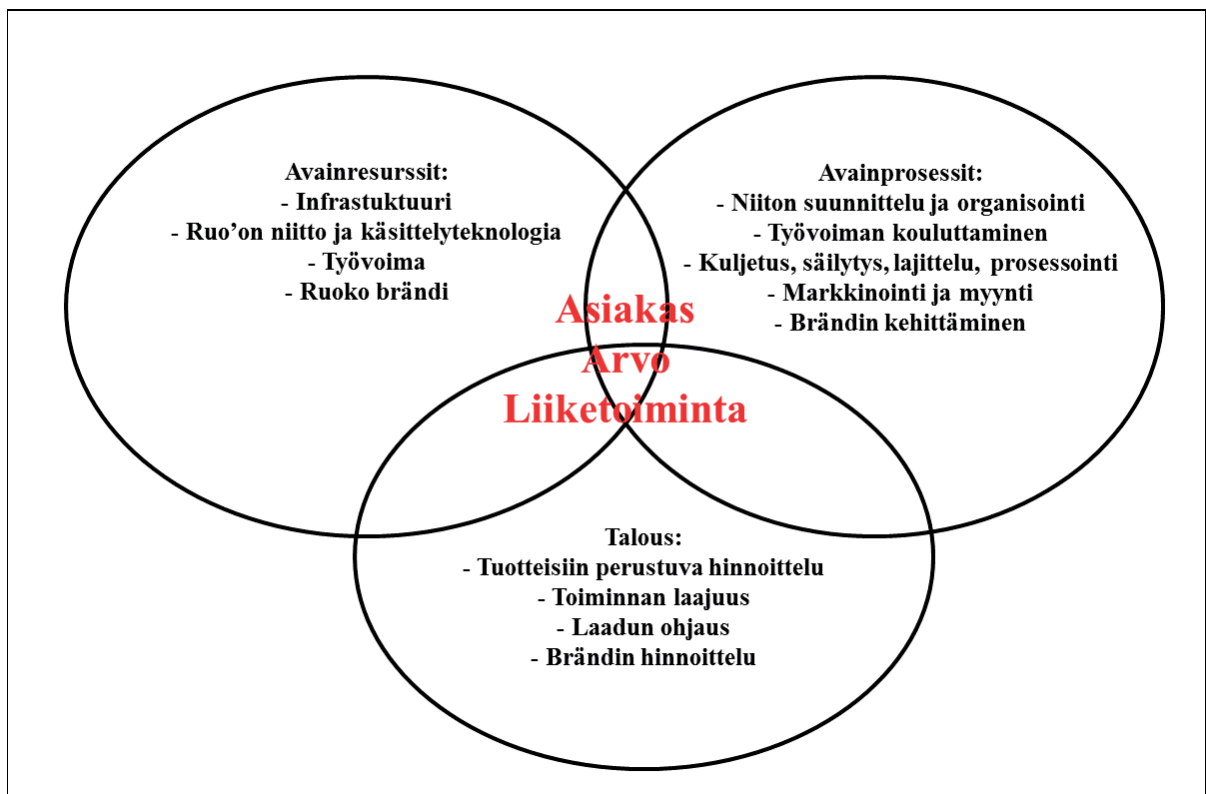 Avainresurssit:
- Infrastuktuuri
- Ruo’on niitto ja käsittelyteknologia
- Työvoima
- Ruoko brändi
Avainprosessit:
- Niiton suunnittelu ja organisointi
- Työvoiman kouluttaminen
- Kuljetus, säilytys, lajittelu, prosessointi
- Markkinointi ja myynti
- Brändin kehittäminen
Asiakas
Arvo
Liiketoiminta
Talous:
- Tuotteisiin perustuva hinnoittelu
- Toiminnan laajuus
- Laadun ohjaus
- Brändin hinnoittelu